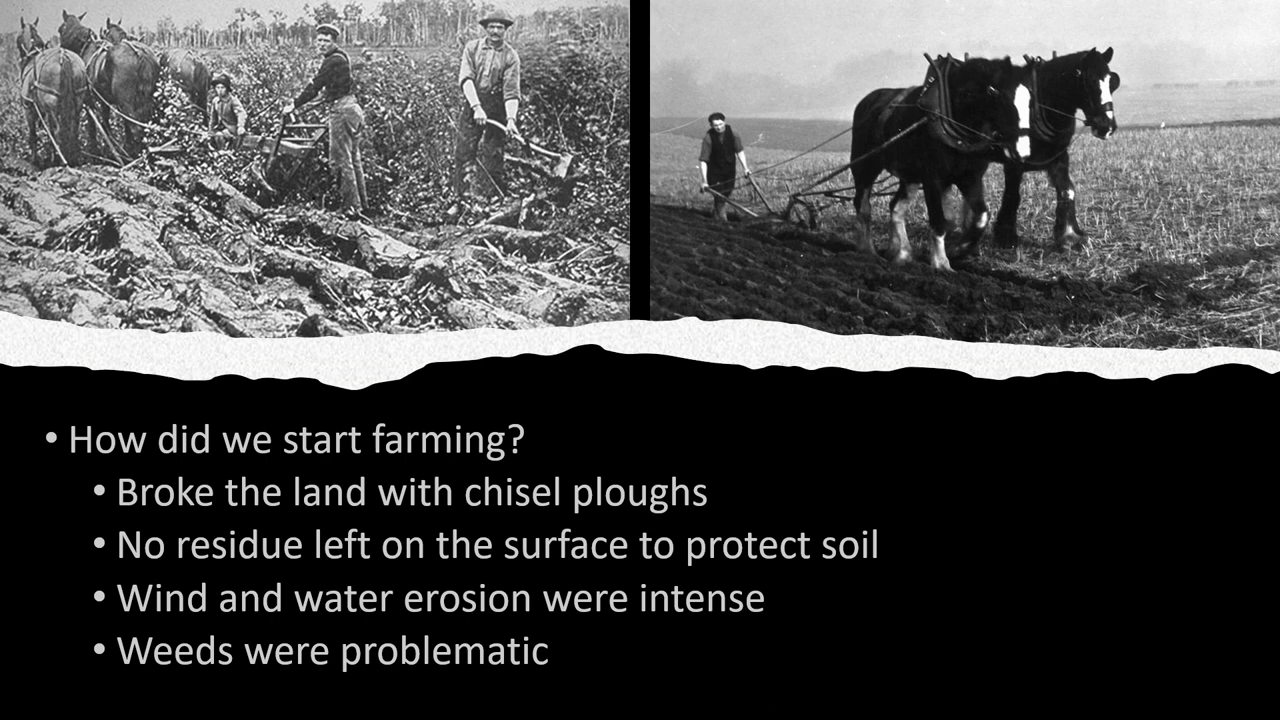 • How did we start farming?
• Broke the land with chisel ploughs
• No residue left on the surface to protect soil
• Wind and water erosion were intense
• Weeds were problematic